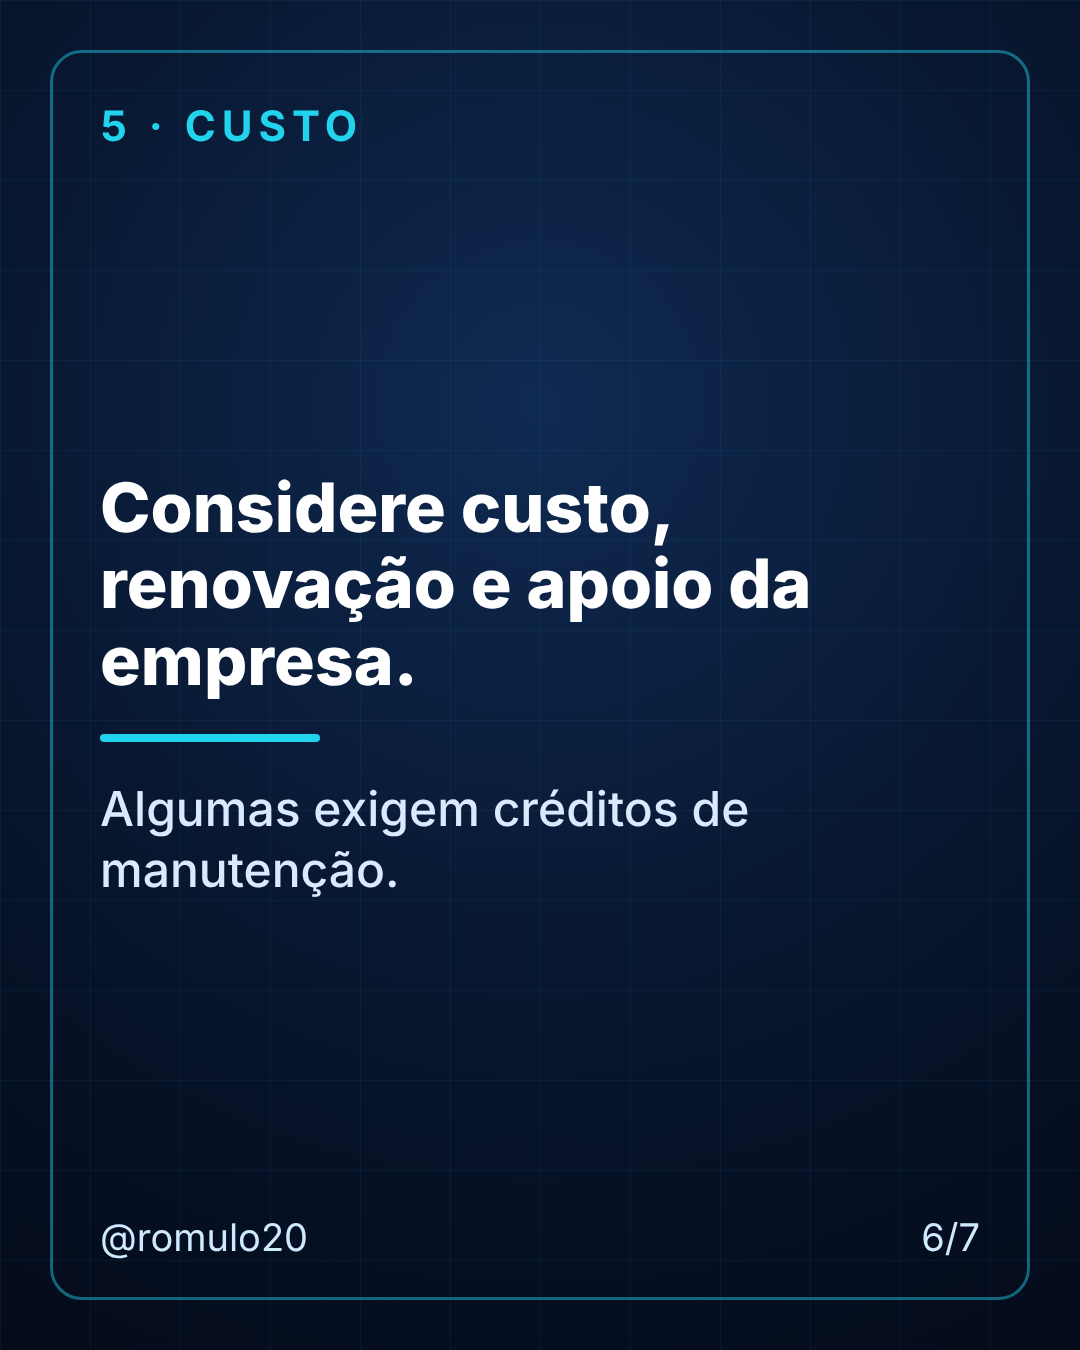 5 · CUSTO
Considere custo,
renovação e apoio da
empresa.
Algumas exigem créditos de
manutenção.
@romulo20
6/7